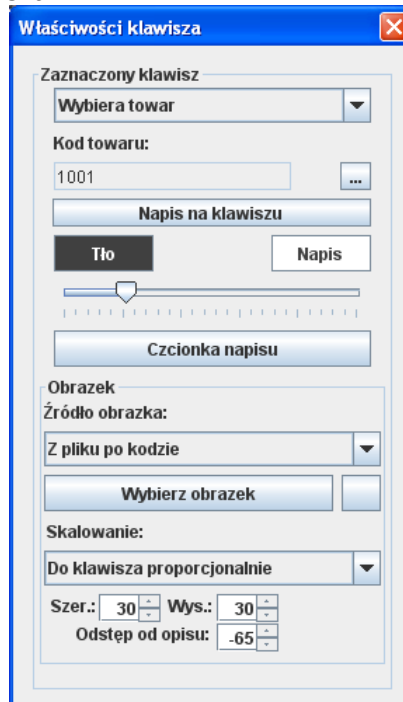 Właściwości klawisza
Zaznaczony klawisz
Wybiera towar
Kod towaru:
1001 ...
Napis na klawiszu
Tło Napis
Czcionka napisu
Obrazek
Źródło obrazka:
Z pliku po kodzie
Wybierz obrazek
Skalowanie:
Do klawisza proporcjonalnie
Szer.: 30 Wys.: 30
Odstęp od opisu: -65